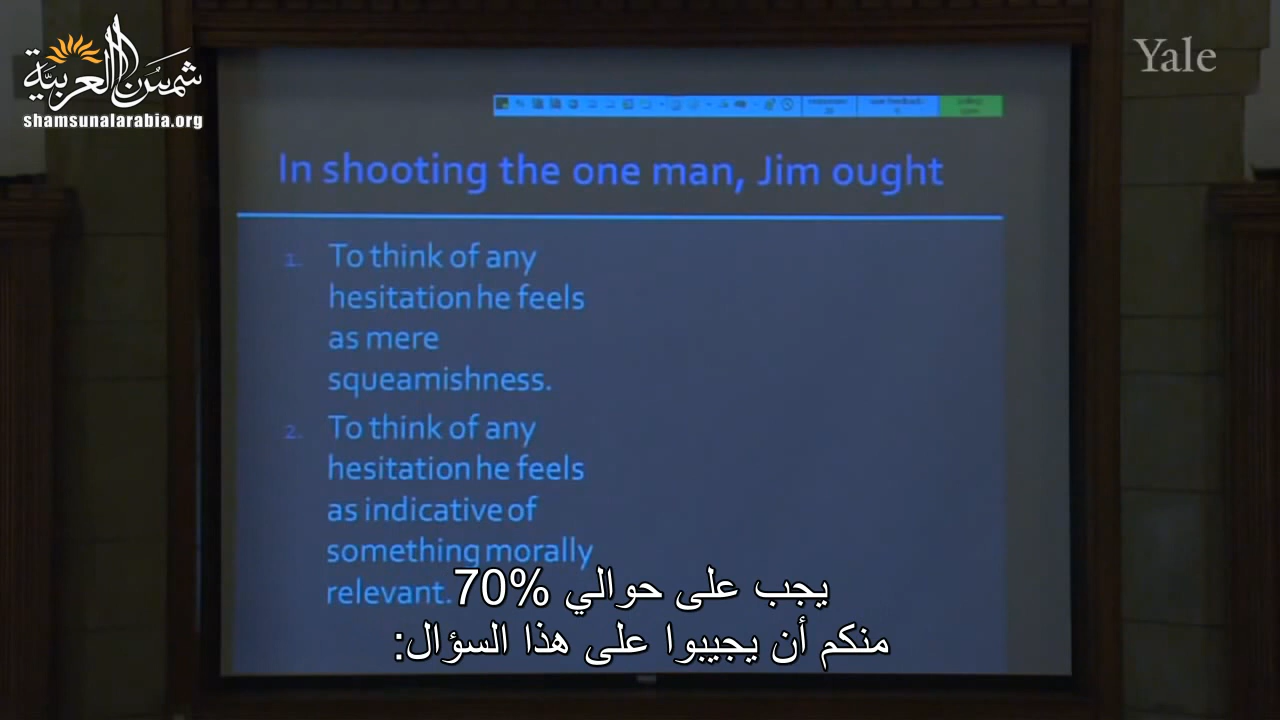 شمس العربية
shamsunalarabia.org
Yale
In shooting the one man, Jim ought
1. To think of any
hesitation he feels
as mere
squeamishness.
2. To think of any
hesitation he feels
as indicative of
something morally
relevant.
يجب على حوالي 70%
منكم أن يجيبوا على هذا السؤال: